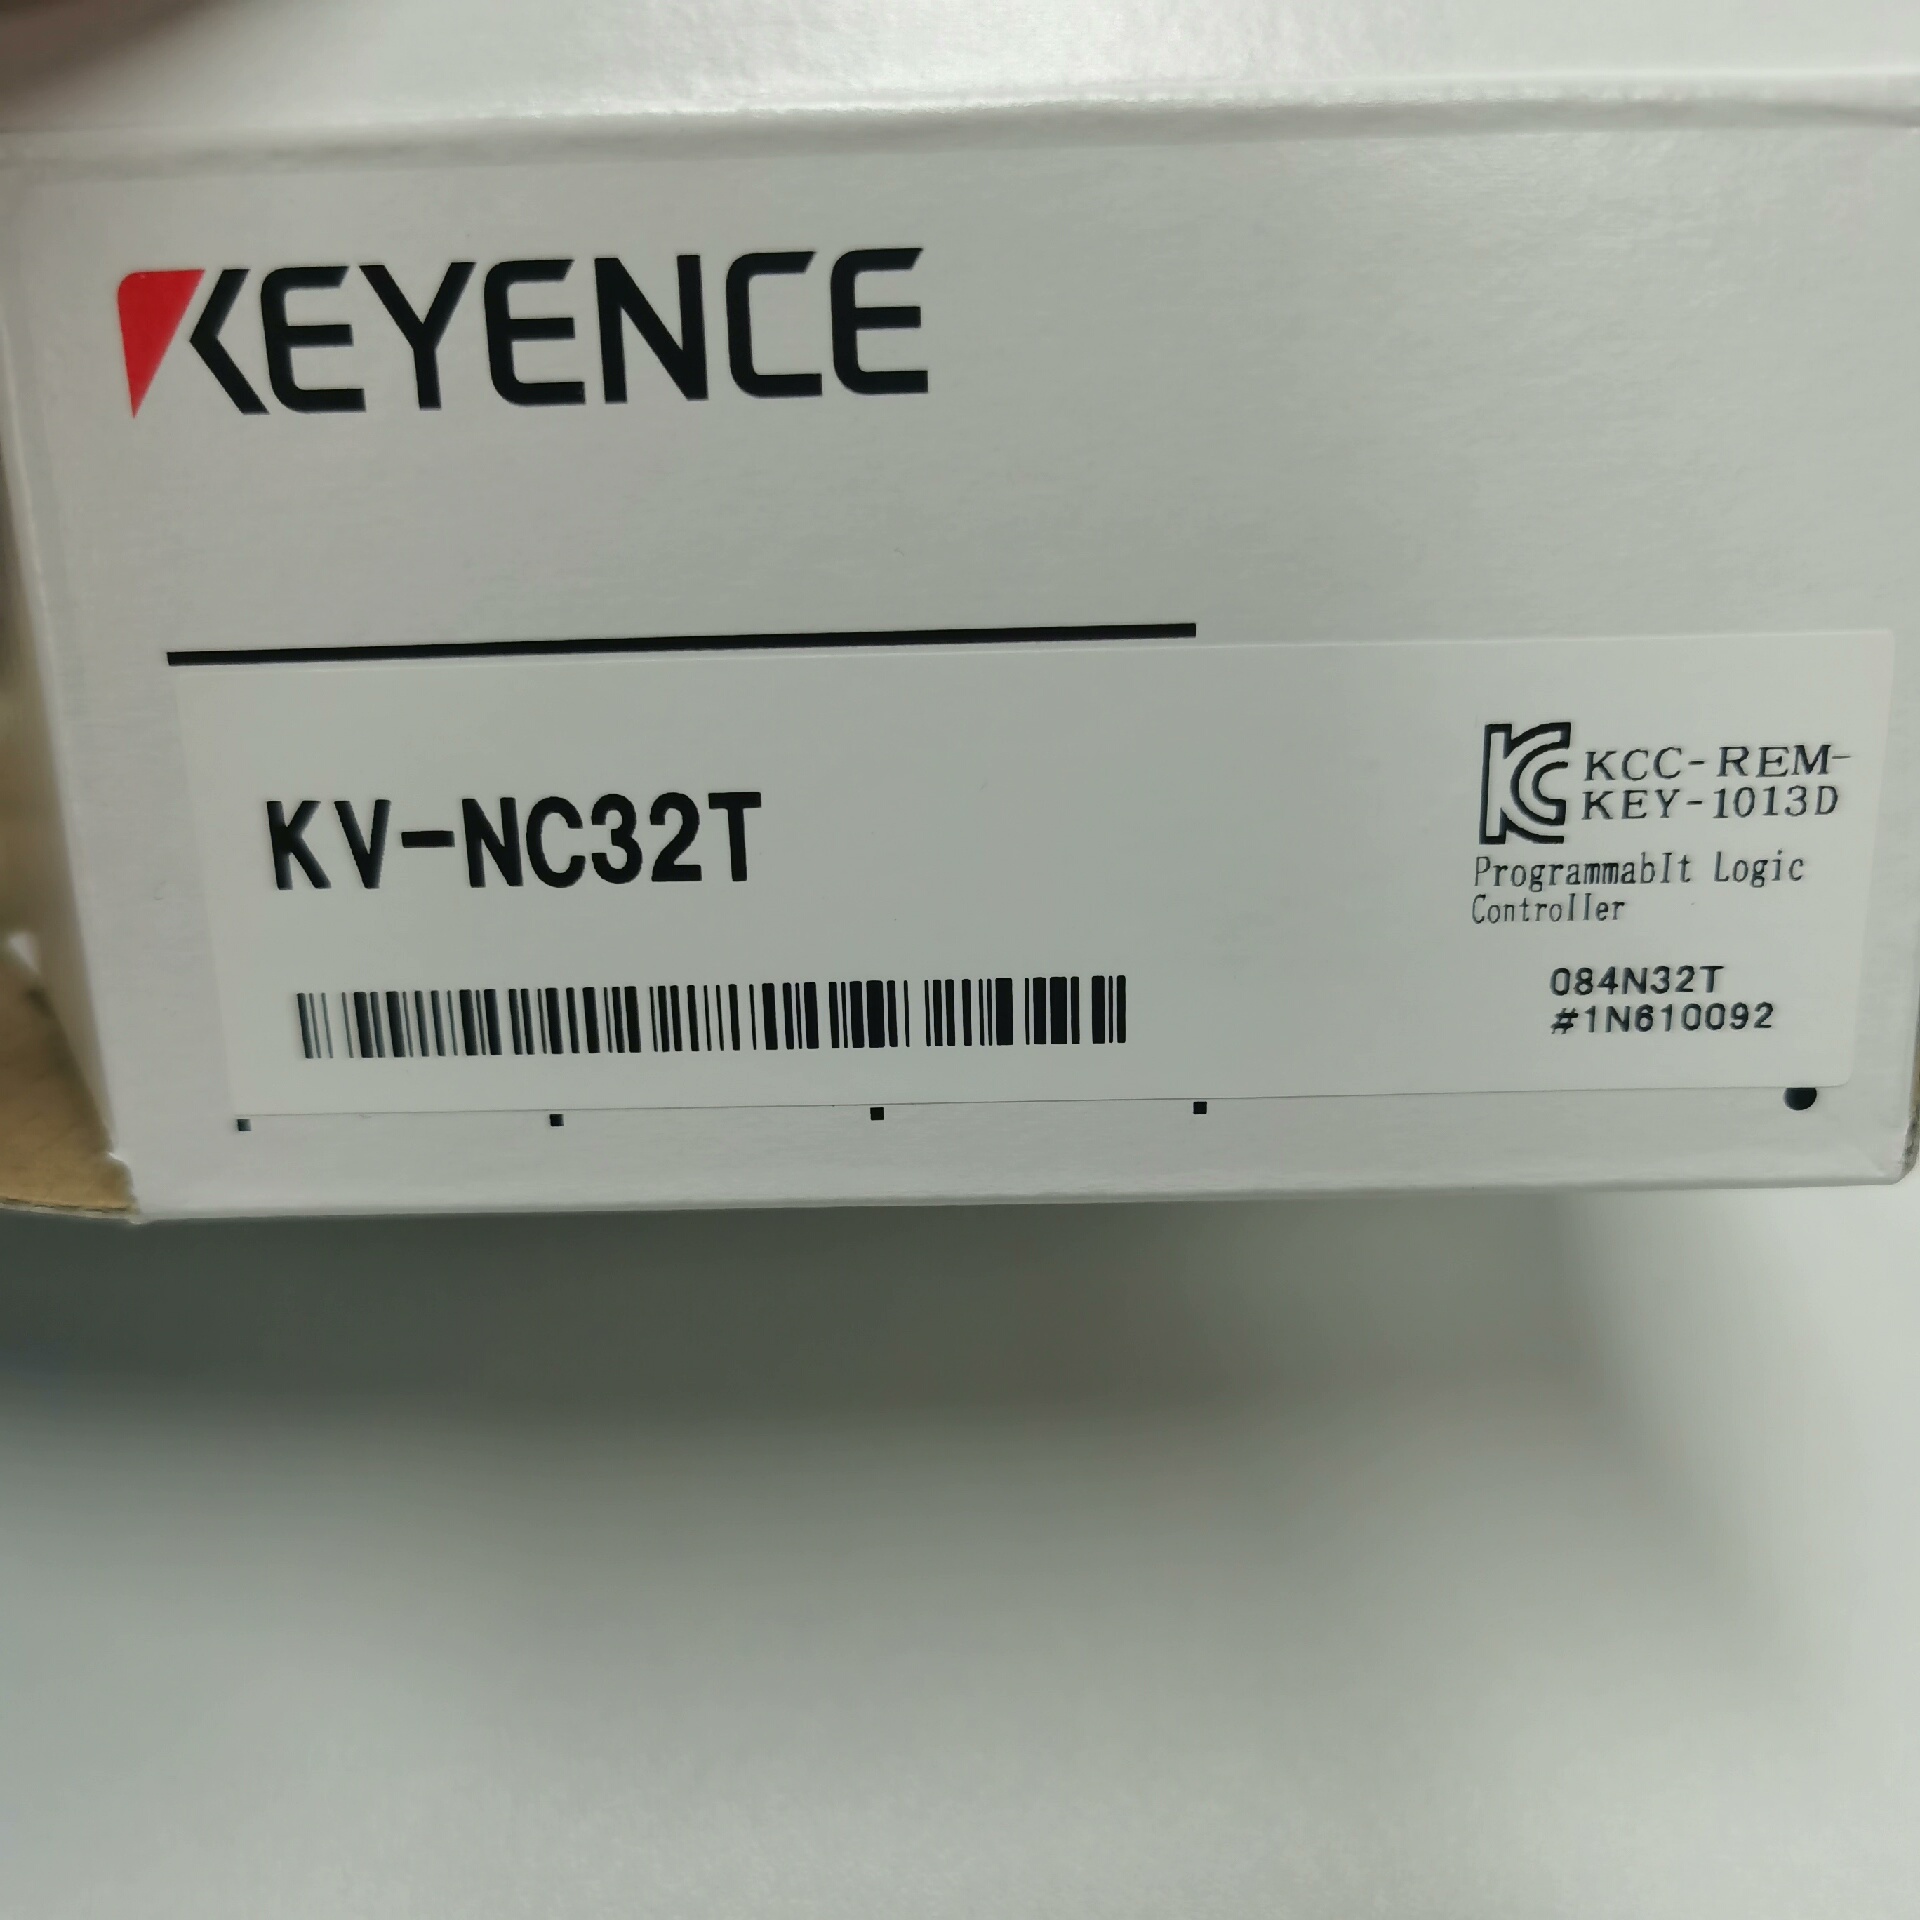 KEYENCE
KV-NC32T
KCC-REM-
KEY-1013D
ProgrammabIt Logic
Controller
084N32T
#1N610092